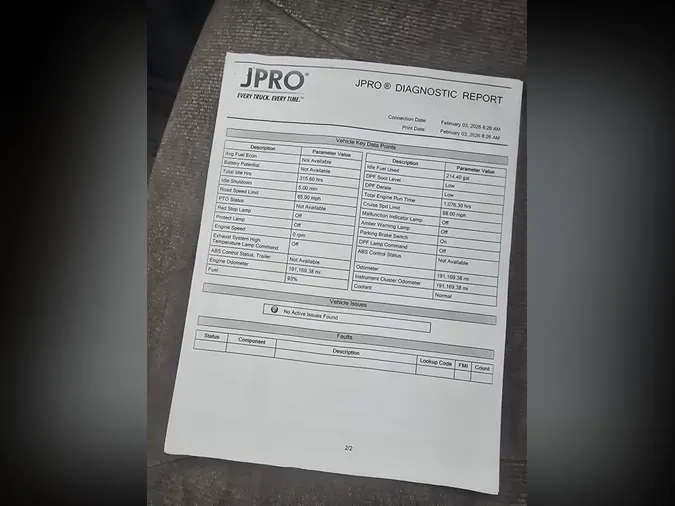 JPRO®
EVERY TRUCK. EVERY TIME.™
JPRO ® DIAGNOSTIC REPORT
Connection Date: February 03, 2026 8:26 AM
Print Date: February 03, 2026 8:26 AM
Vehicle Key Data Points
Description Parameter Value
Avg Fuel Econ Not Available
Battery Potential Not Available
Total Idle Hrs 315.60 hrs
Idle Shutdown 5.00 min
Road Speed Limit 65.00 mph
PTO Status Not Available
Red Stop Lamp Off
Protect Lamp Off
Engine Speed 0 rpm
Exhaust System High
Temperature Lamp Command Off
ABS Control Status, Trailer Not Available
Engine Odometer 191,169.38 mi
Fuel 93%
Description Parameter Value
Idle Fuel Used 214.40 gal
DPF Soot Level Low
DPF Derate Low
Total Engine Run Time 1,076.30 hrs
Cruise Spd Limit 68.00 mph
Malfunction Indicator Lamp Off
Amber Warning Lamp Off
Parking Brake Switch On
DPF Lamp Command Off
ABS Control Status Not Available
Odometer 191,169.38 mi
Instrument Cluster Odometer 191,169.38 mi
Coolant Normal
Vehicle Issues
No Active Issues Found
Faults
Status Component Description Lookup Code FMI Count
2/2